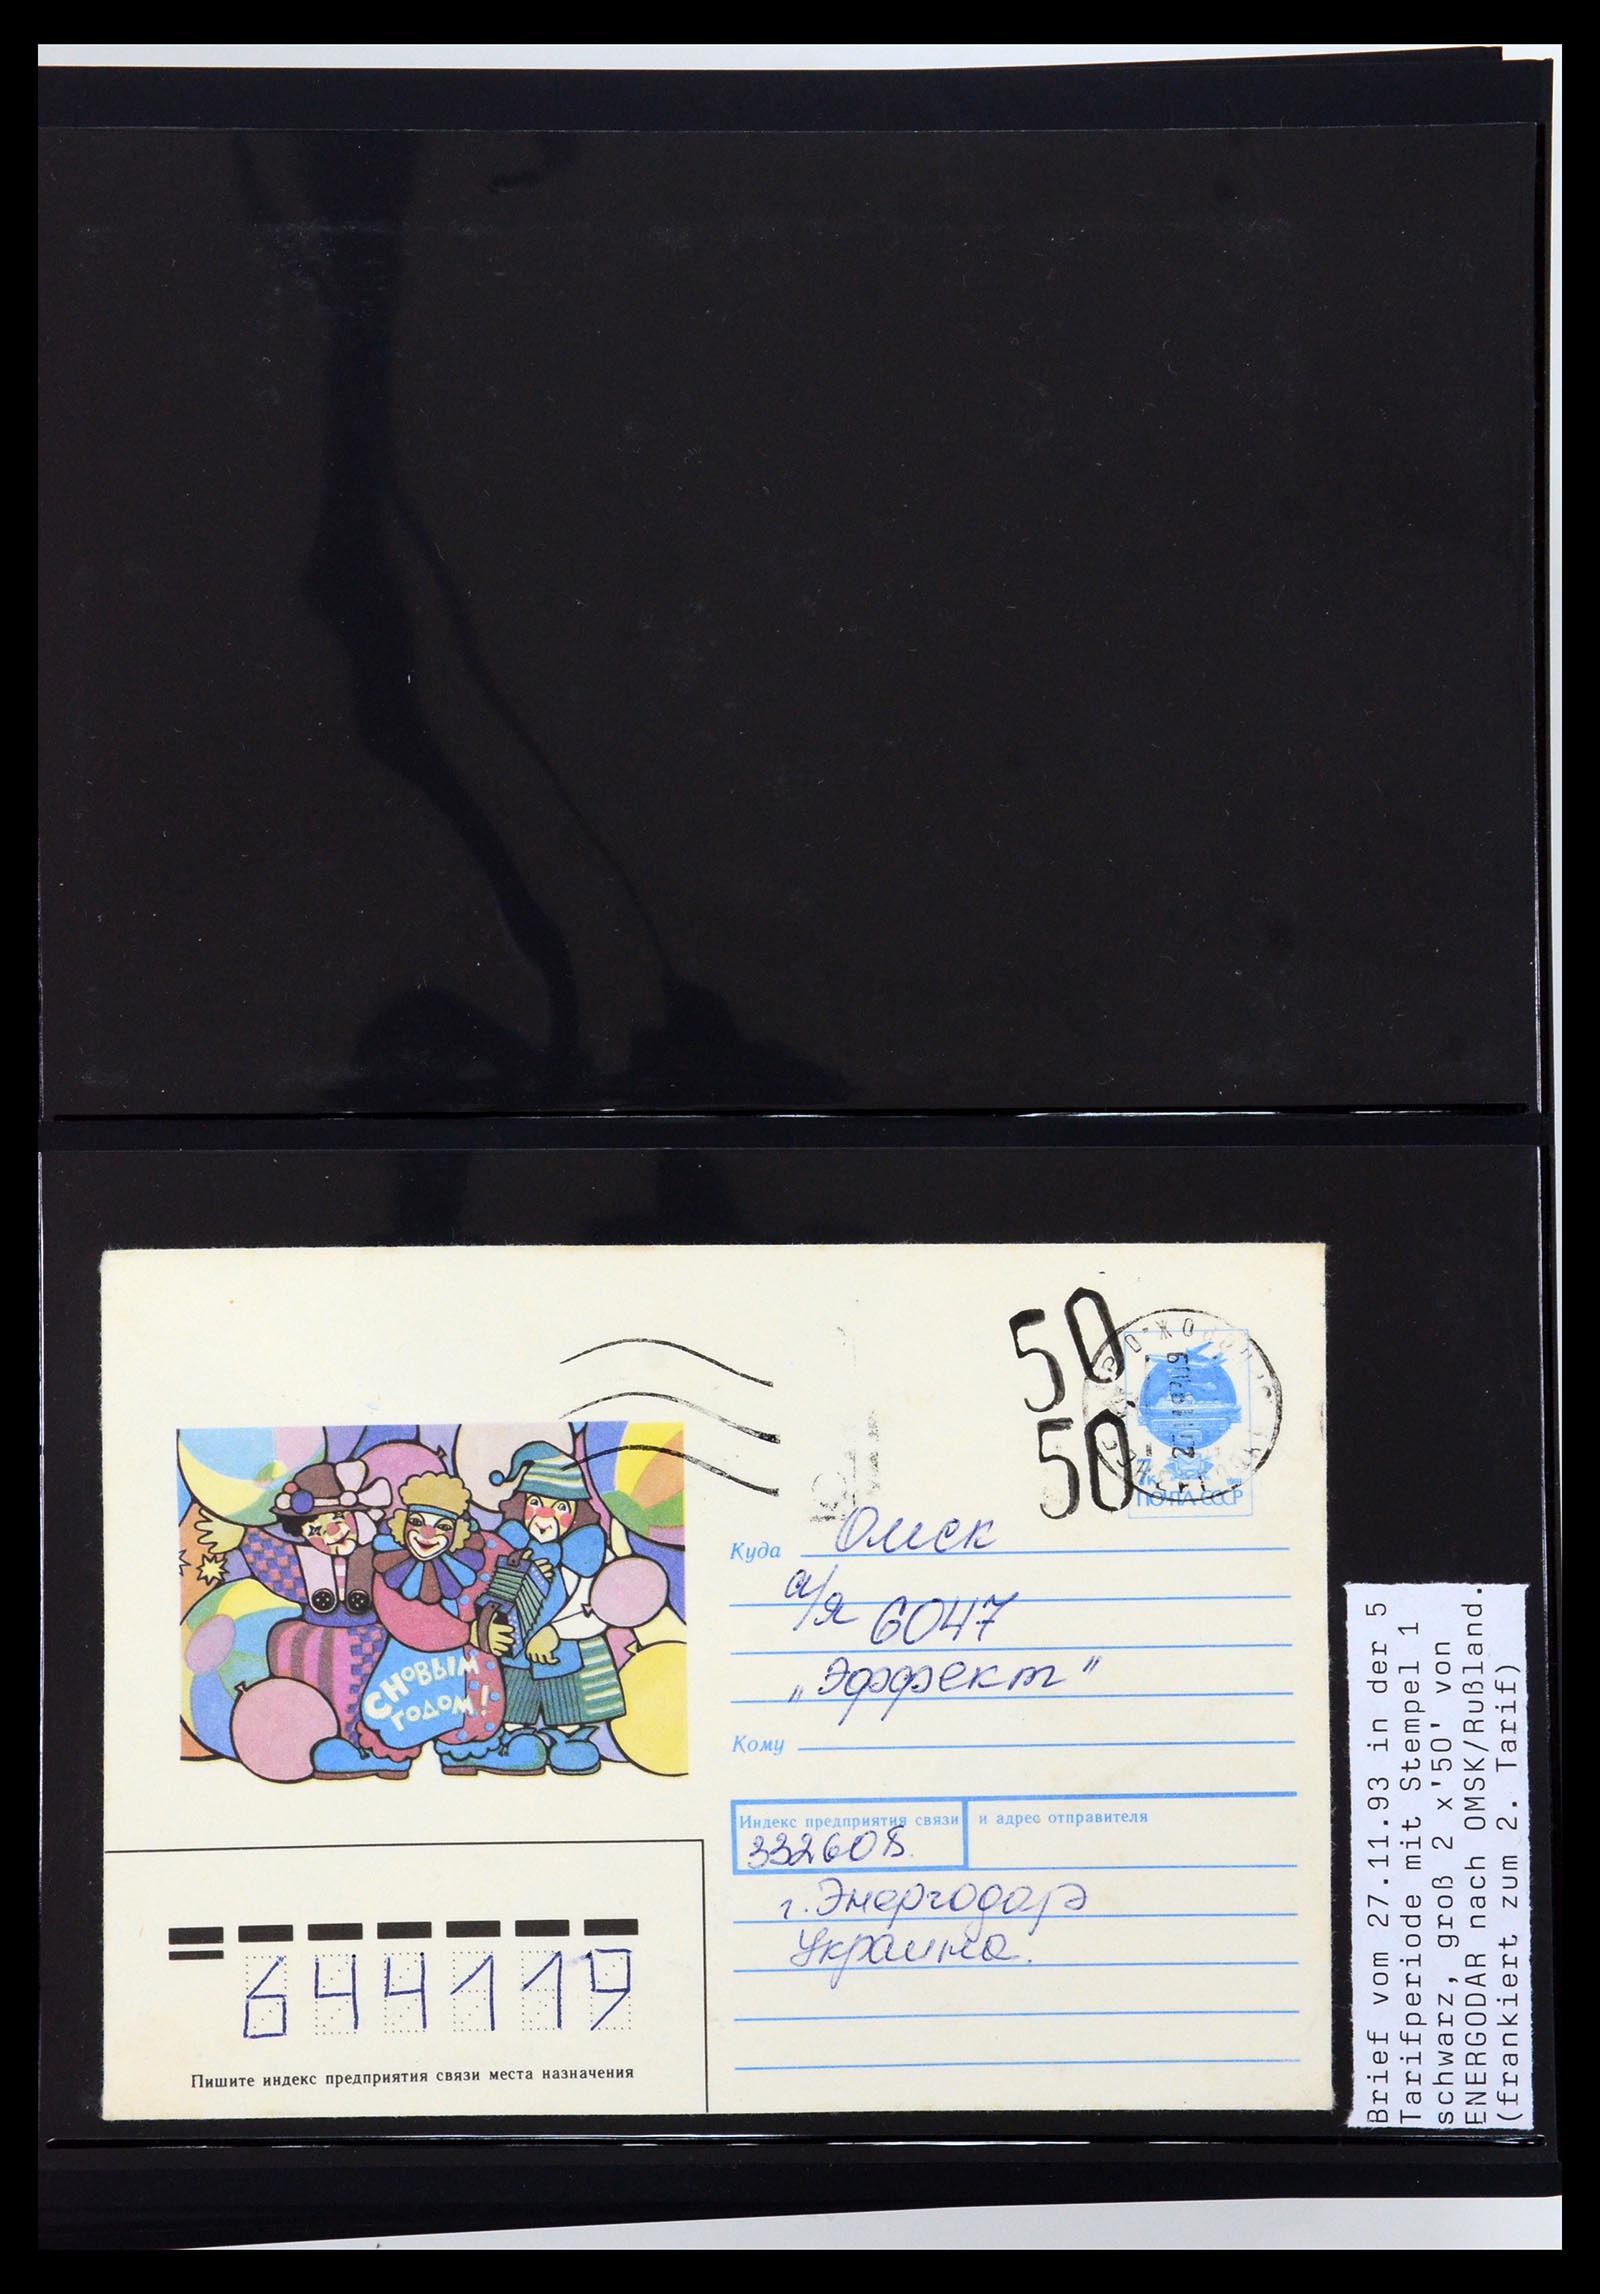 50
50
7к
ПОЧТА СССР
Куда Омск
а/я 6047
„Эффект"
Кому
С НОВЫМ
ГОДОМ!
Индекс предприятия связи и адрес отправителя
332608.
г. Энергодар
Украина.
644119
Пишите индекс предприятия связи места назначения
Brief vom 27.11.93 in der 5
Tarifperiode mit Stempel 1
schwarz, groß 2 x'50' von
ENERGODAR nach OMSK/Rußland.
(frankiert zum 2. Tarif)